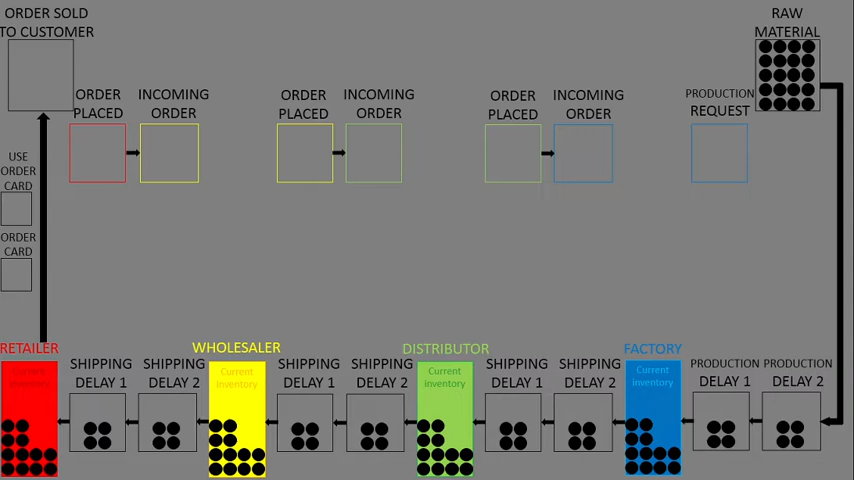 ORDER SOLD
TO CUSTOMER
RAW
MATERIAL
ORDER
PLACED
INCOMING
ORDER
ORDER
PLACED
INCOMING
ORDER
ORDER
PLACED
INCOMING
ORDER
PRODUCTION
REQUEST
USE
ORDER
CARD
ORDER
CARD
RETAILER
Current
inventory
SHIPPING
DELAY 1
SHIPPING
DELAY 2
WHOLESALER
Current
inventory
SHIPPING
DELAY 1
SHIPPING
DELAY 2
DISTRIBUTOR
Current
inventory
SHIPPING
DELAY 1
SHIPPING
DELAY 2
FACTORY
Current
inventory
PRODUCTION
DELAY 1
PRODUCTION
DELAY 2